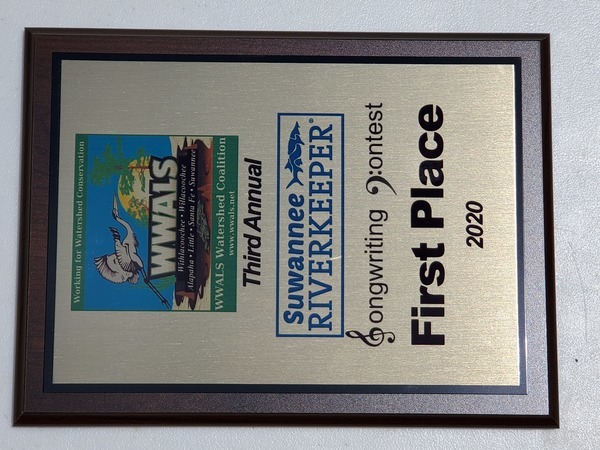 Working for Watershed Conservation
WWALS
Withlacoochee • Willacoochee
Alapaha • Little • Santa Fe • Suwannee
WWALS Watershed Coalition
www.wwals.net
Third Annual
Suwannee
RIVERKEEPER®
Songwriting Contest
First Place
2020